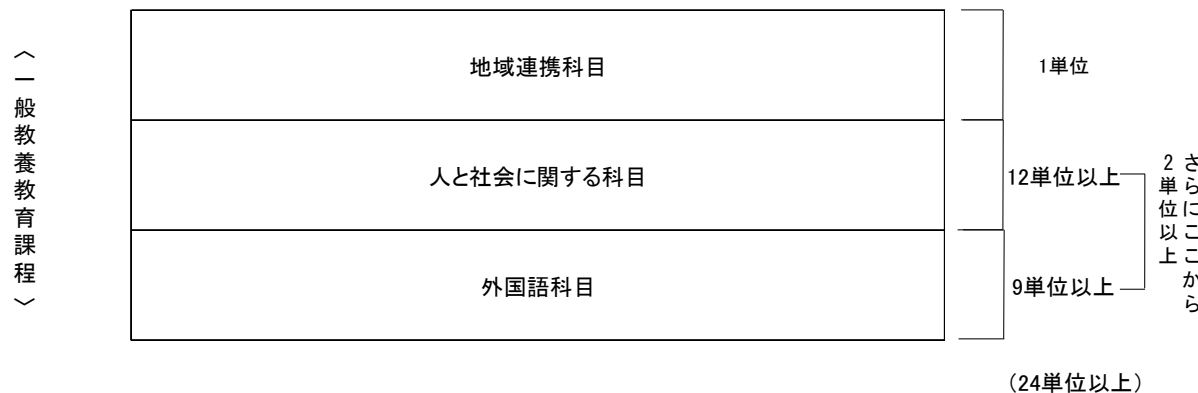 〈一般教養教育課程〉
地域連携科目
1単位
人と社会に関する科目
12単位以上
外国語科目
9単位以上
さらにここから
2単位以上
(24単位以上)